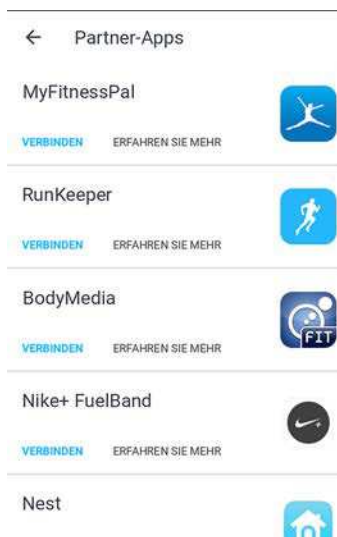 Partner-Apps
MyFitnessPal
VERBINDEN ERFAHREN SIE MEHR
RunKeeper
VERBINDEN ERFAHREN SIE MEHR
BodyMedia
FIT
VERBINDEN ERFAHREN SIE MEHR
Nike+ FuelBand
VERBINDEN ERFAHREN SIE MEHR
Nest